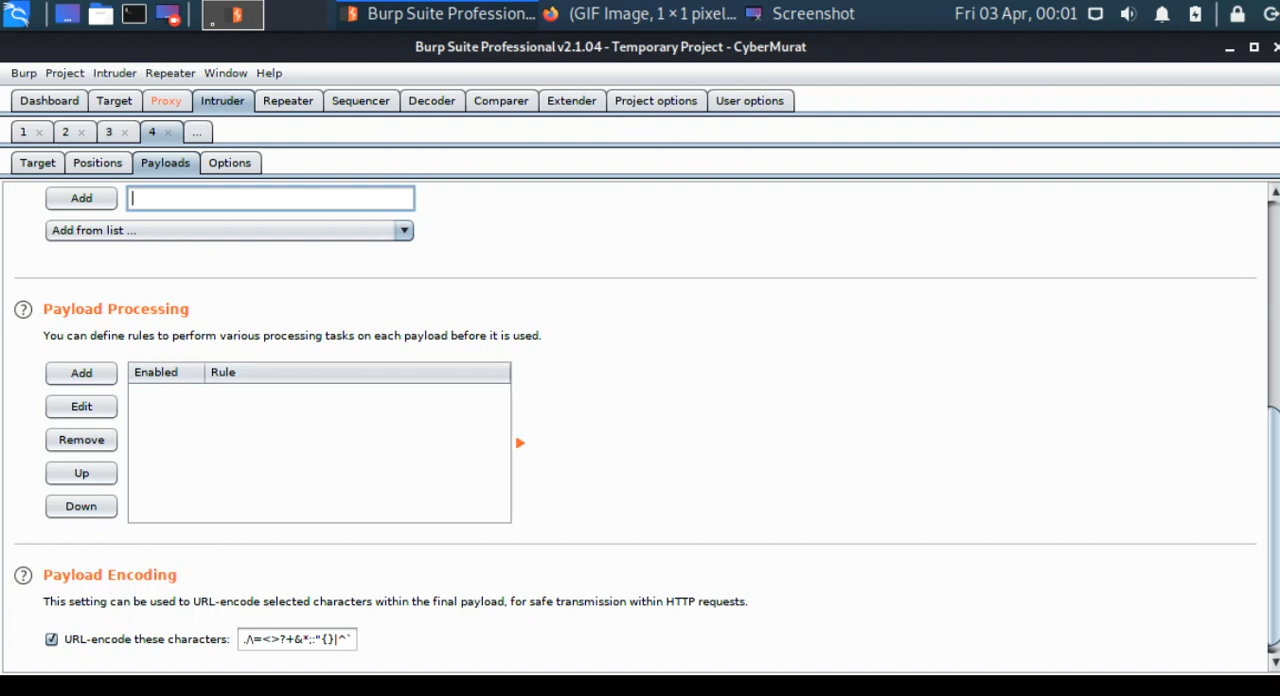 Burp Suite Profession... (GIF Image, 1 × 1 pixel... Screenshot Fri 03 Apr, 00:01
Burp Suite Professional v2.1.04 - Temporary Project - CyberMurat
Burp Project Intruder Repeater Window Help
Dashboard Target Proxy Intruder Repeater Sequencer Decoder Comparer Extender Project options User options
1 × 2 × 3 × 4 × ...
Target Positions Payloads Options
Add
Add from list ...
? Payload Processing
You can define rules to perform various processing tasks on each payload before it is used.
Add Enabled Rule
Edit
Remove
Up
Down
? Payload Encoding
This setting can be used to URL-encode selected characters within the final payload, for safe transmission within HTTP requests.
URL-encode these characters: ./\=<>?+&*;:"{}|^`